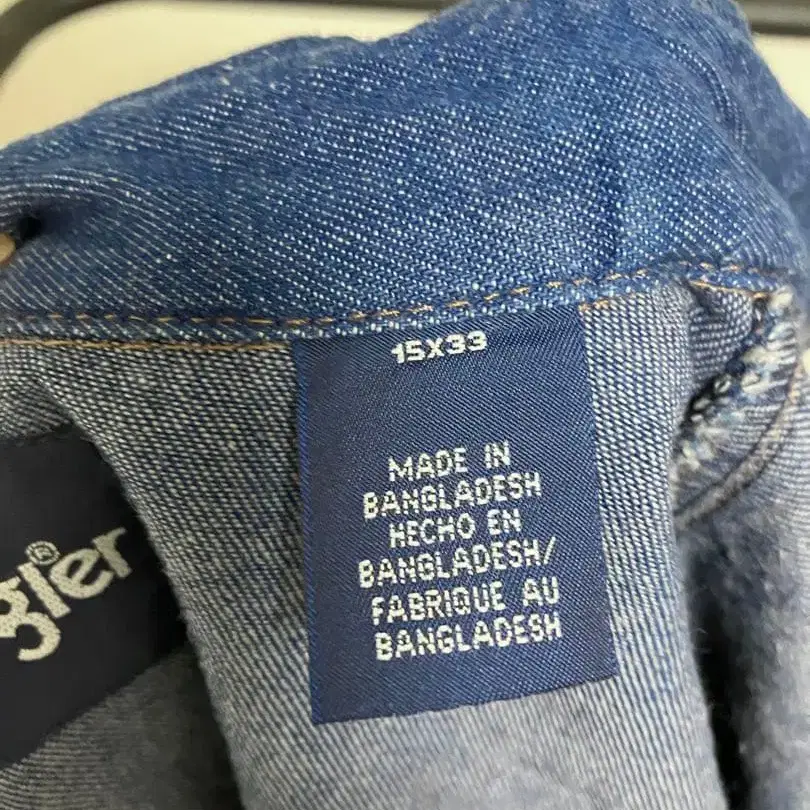 15X33
MADE IN
BANGLADESH
HECHO EN
BANGLADESH/
FABRIQUE AU
BANGLADESH
gler®